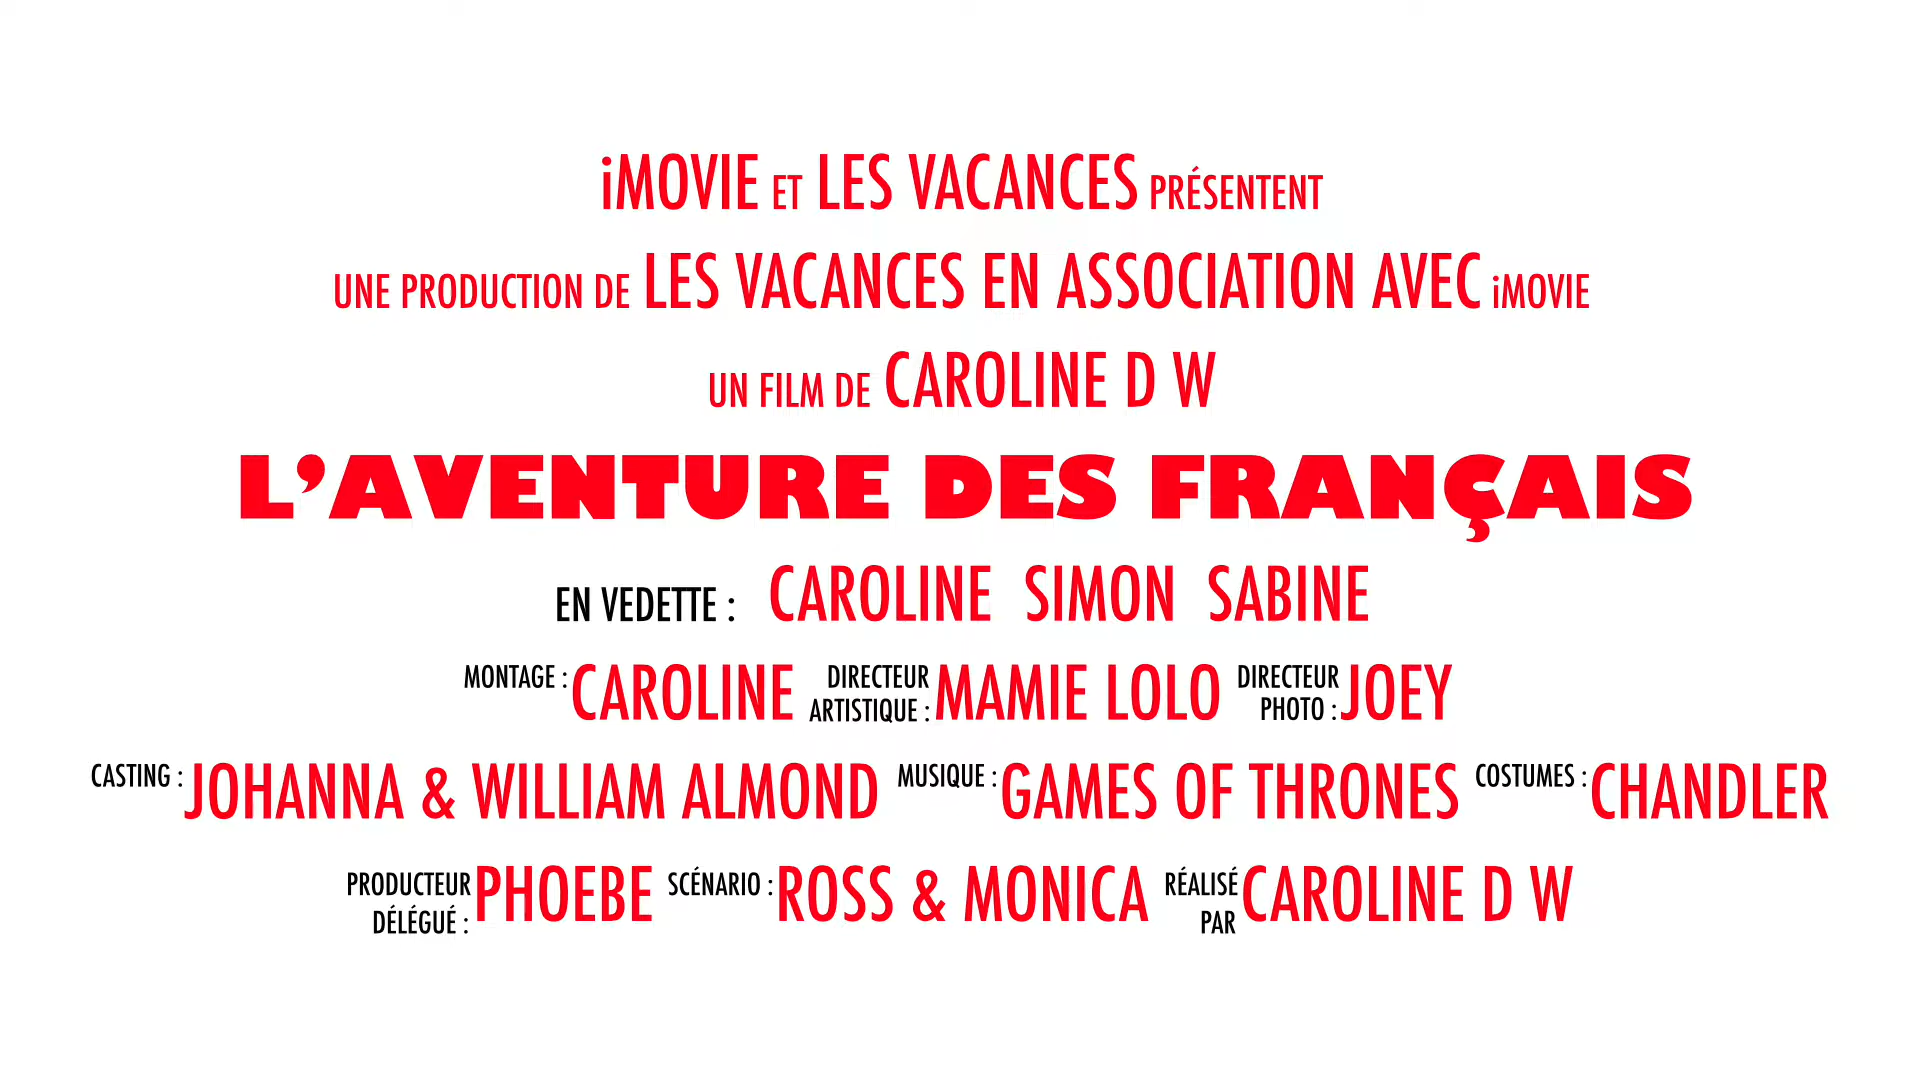 iMOVIE ET LES VACANCES PRÉSENTENT
UNE PRODUCTION DE LES VACANCES EN ASSOCIATION AVEC iMOVIE
UN FILM DE CAROLINE D W
L’AVENTURE DES FRANÇAIS
EN VEDETTE : CAROLINE SIMON SABINE
MONTAGE : CAROLINE DIRECTEUR ARTISTIQUE : MAMIE LOLO DIRECTEUR PHOTO : JOEY
CASTING : JOHANNA & WILLIAM ALMOND MUSIQUE : GAMES OF THRONES COSTUMES : CHANDLER
PRODUCTEUR DÉLÉGUÉ : PHOEBE SCÉNARIO : ROSS & MONICA RÉALISÉ PAR CAROLINE D W